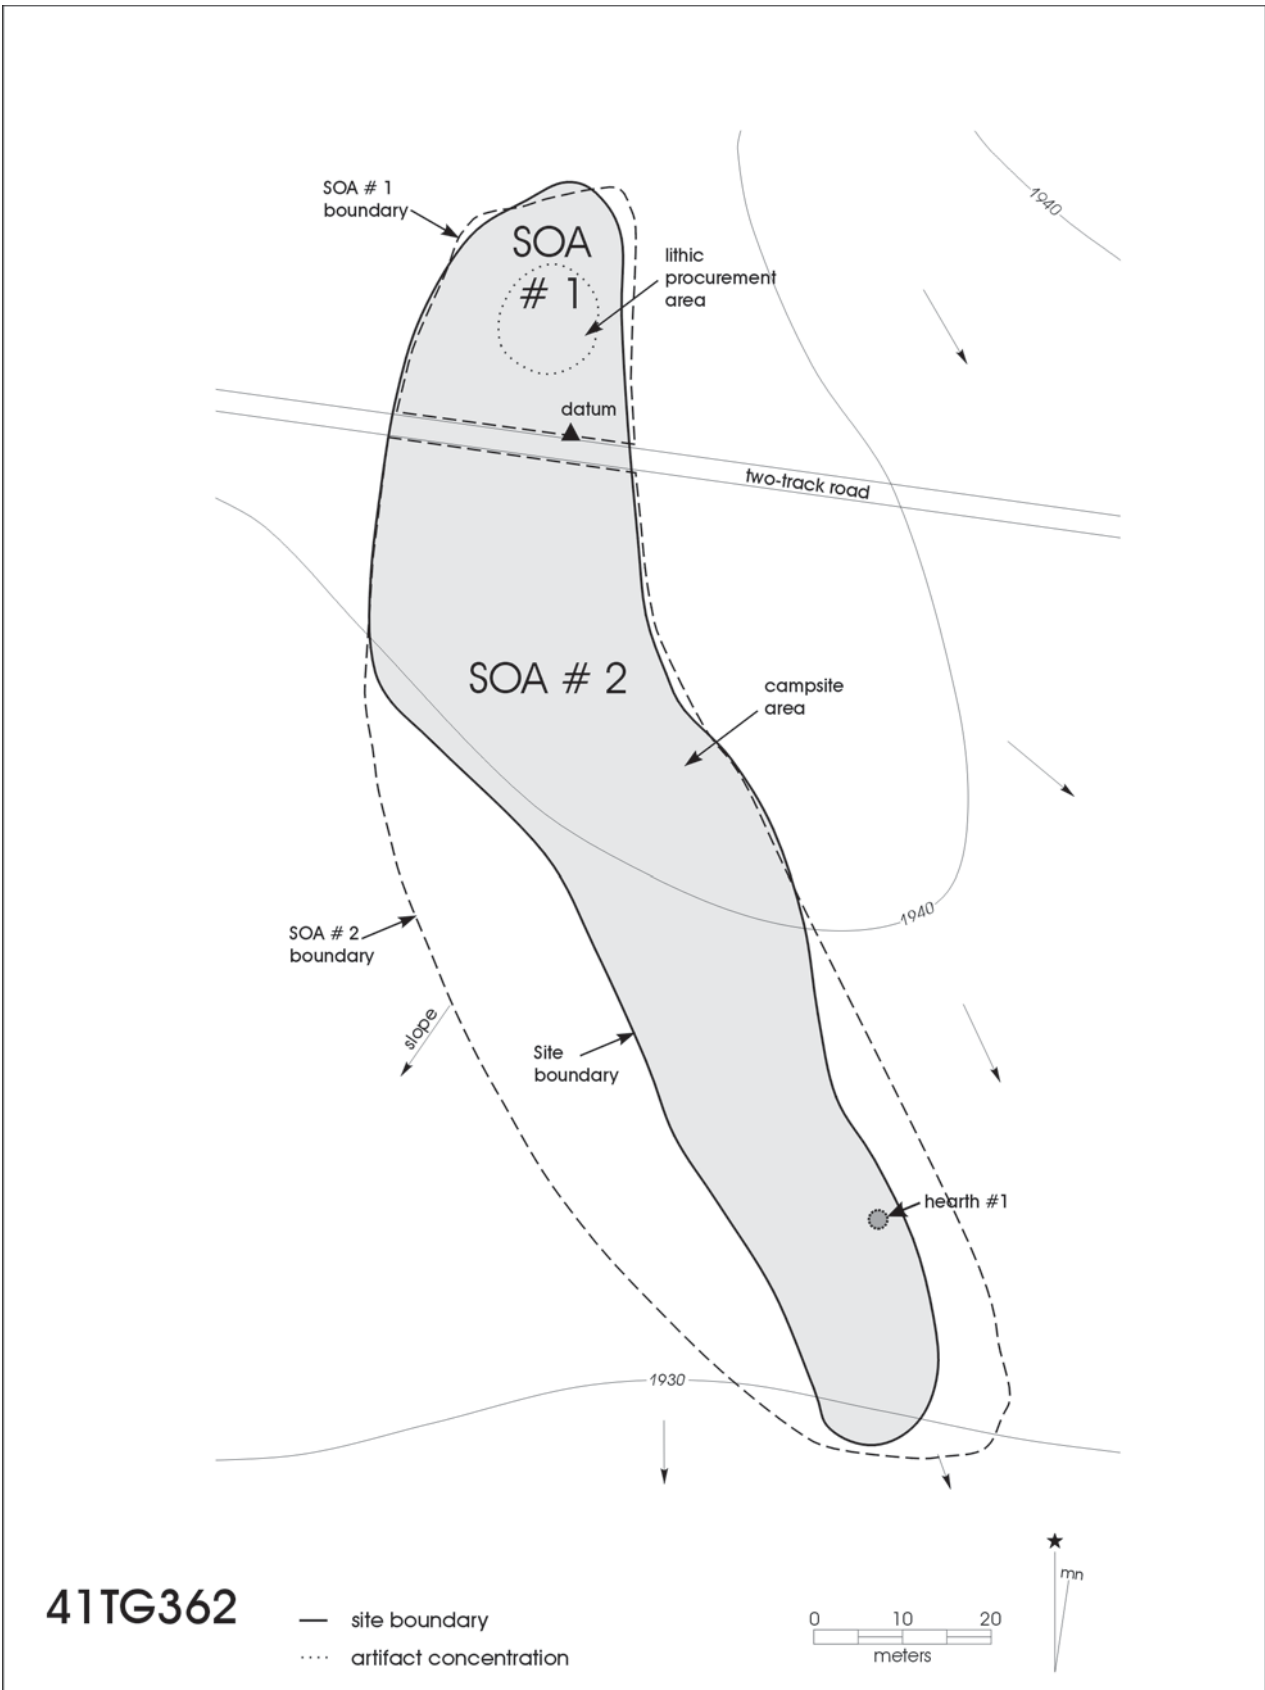 SOA # 1
boundary
SOA
# 1
lithic
procurement
area
1940
datum
two-track road
SOA # 2
campsite
area
1940
SOA # 2
boundary
slope
Site
boundary
hearth #1
1930
mn
41TG362
site boundary
artifact concentration
0 10 20
meters